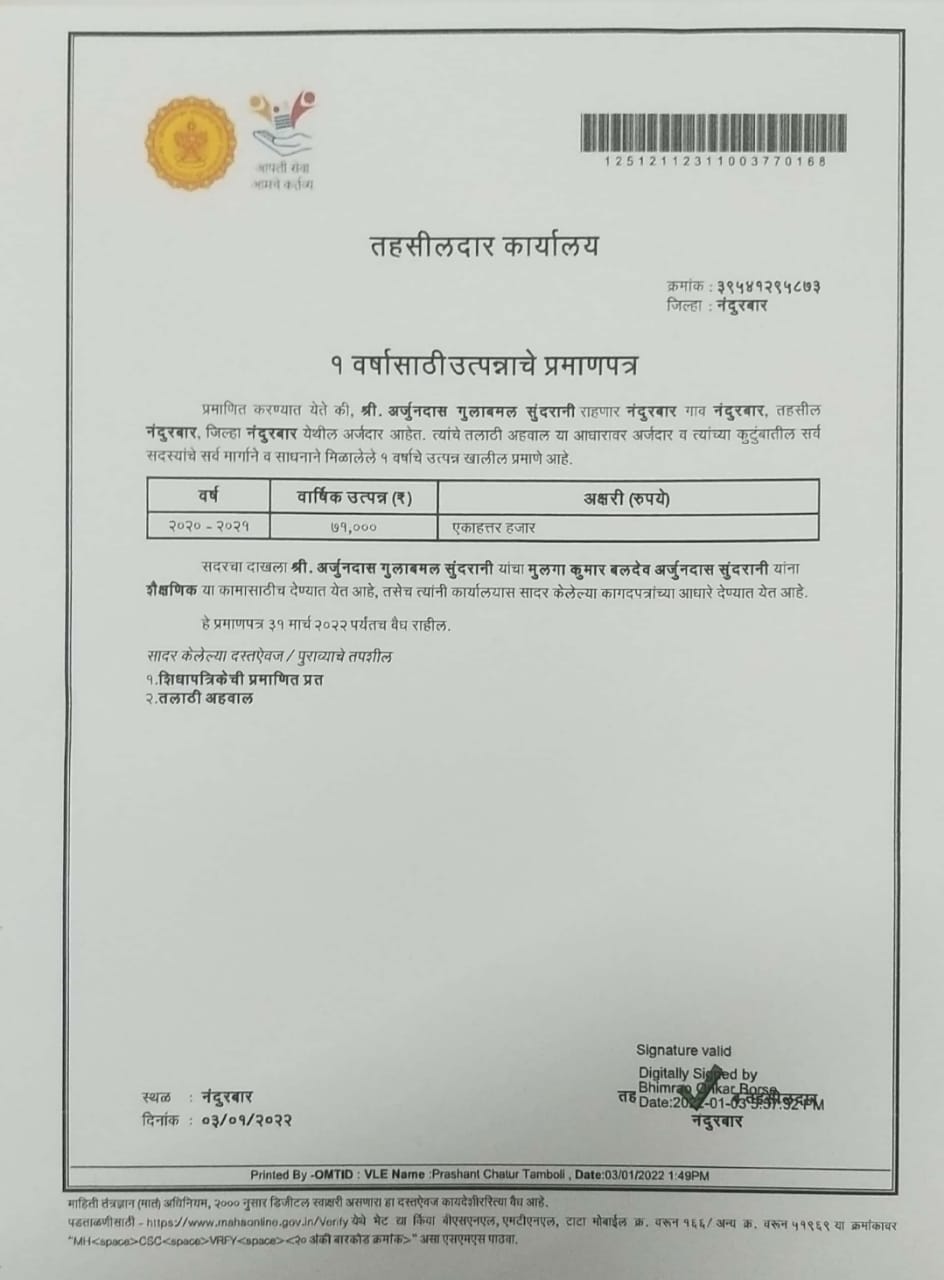 आपली सेवा
आमचे कर्तव्य
12512112311003770168
तहसीलदार कार्यालय
क्रमांक : ३९५४१२९५८७३
जिल्हा : नंदुरबार
१ वर्षासाठी उत्पन्नाचे प्रमाणपत्र
प्रमाणित करण्यात येते की, श्री. अर्जुनदास गुलाबमल सुंदरानी राहणार नंदुरबार गाव नंदुरबार, तहसील
नंदुरबार, जिल्हा नंदुरबार येथील अर्जदार आहेत. त्यांचे तलाठी अहवाल या आधारावर अर्जदार व त्यांच्या कुटुंबातील सर्व
सदस्यांचे सर्व मार्गाने व साधनाने मिळालेले १ वर्षाचे उत्पन्न खालील प्रमाणे आहे.
वर्ष वार्षिक उत्पन्न (₹) अक्षरी (रुपये)
२०२० - २०२१ ७१,००० एकाहत्तर हजार
सदरचा दाखला श्री. अर्जुनदास गुलाबमल सुंदरानी यांचा मुलगा कुमार बलदेव अर्जुनदास सुंदरानी यांना
शैक्षणिक या कामासाठीच देण्यात येत आहे, तसेच त्यांनी कार्यालयास सादर केलेल्या कागदपत्रांच्या आधारे देण्यात येत आहे.
हे प्रमाणपत्र ३१ मार्च २०२२ पर्यंतच वैध राहील.
सादर केलेल्या दस्तऐवज / पुराव्याचे तपशील
१.शिधापत्रिकेची प्रमाणित प्रत
२.तलाठी अहवाल
Signature valid
Digitally Signed by
Bhimrao Onkar Borse
Date:2022-01-03
स्थळ : नंदुरबार
दिनांक : ०३/०१/२०२२
नंदुरबार
Printed By -OMTID : VLE Name :Prashant Chatur Tamboli , Date:03/01/2022 1:49PM
माहिती तंत्रज्ञान (मातं) अधिनियम, २००० नुसार डिजीटल स्वाक्षरी असणारा हा दस्तऐवज कायदेशीररित्या वैध आहे.
पडताळणीसाठी - https://www.mahaonline.gov.in/Verify येथे भेट द्या किंवा बीएसएनएल, एमटीएनएल, टाटा मोबाईल क्र. वरून १६६/ अन्य क्र. वरून ५१९६९ या क्रमांकावर
"MH<space>CSC<space>VRFY<space><२० अंकी बारकोड क्रमांक>" असा एसएमएस पाठवा.